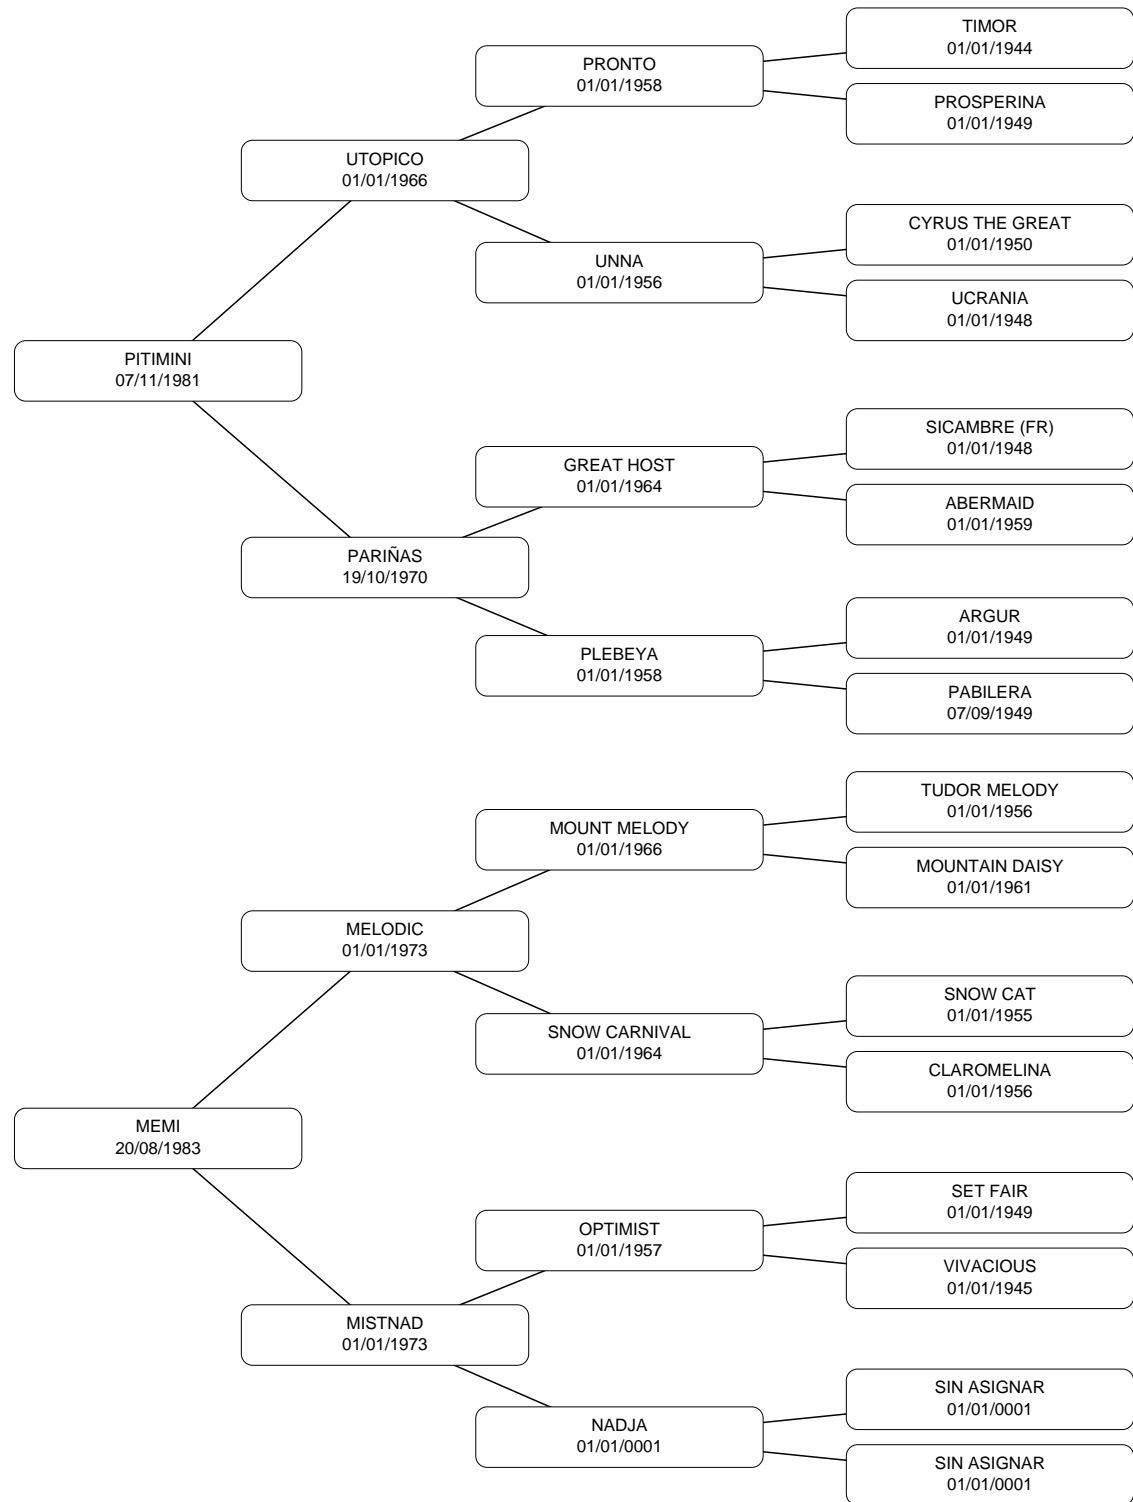 TIMOR
01/01/1944
PRONTO
01/01/1958
PROSPERINA
01/01/1949
UTOPICO
01/01/1966
CYRUS THE GREAT
01/01/1950
UNNA
01/01/1956
UCRANIA
01/01/1948
PITIMINI
07/11/1981
SICAMBRE (FR)
01/01/1948
GREAT HOST
01/01/1964
ABERMAID
01/01/1959
PARIÑAS
19/10/1970
ARGUR
01/01/1949
PLEBEYA
01/01/1958
PABILERA
07/09/1949
TUDOR MELODY
01/01/1956
MOUNT MELODY
01/01/1966
MOUNTAIN DAISY
01/01/1961
MELODIC
01/01/1973
SNOW CAT
01/01/1955
SNOW CARNIVAL
01/01/1964
CLAROMELINA
01/01/1956
MEMI
20/08/1983
SET FAIR
01/01/1949
OPTIMIST
01/01/1957
VIVACIOUS
01/01/1945
MISTNAD
01/01/1973
SIN ASIGNAR
01/01/0001
NADJA
01/01/0001
SIN ASIGNAR
01/01/0001